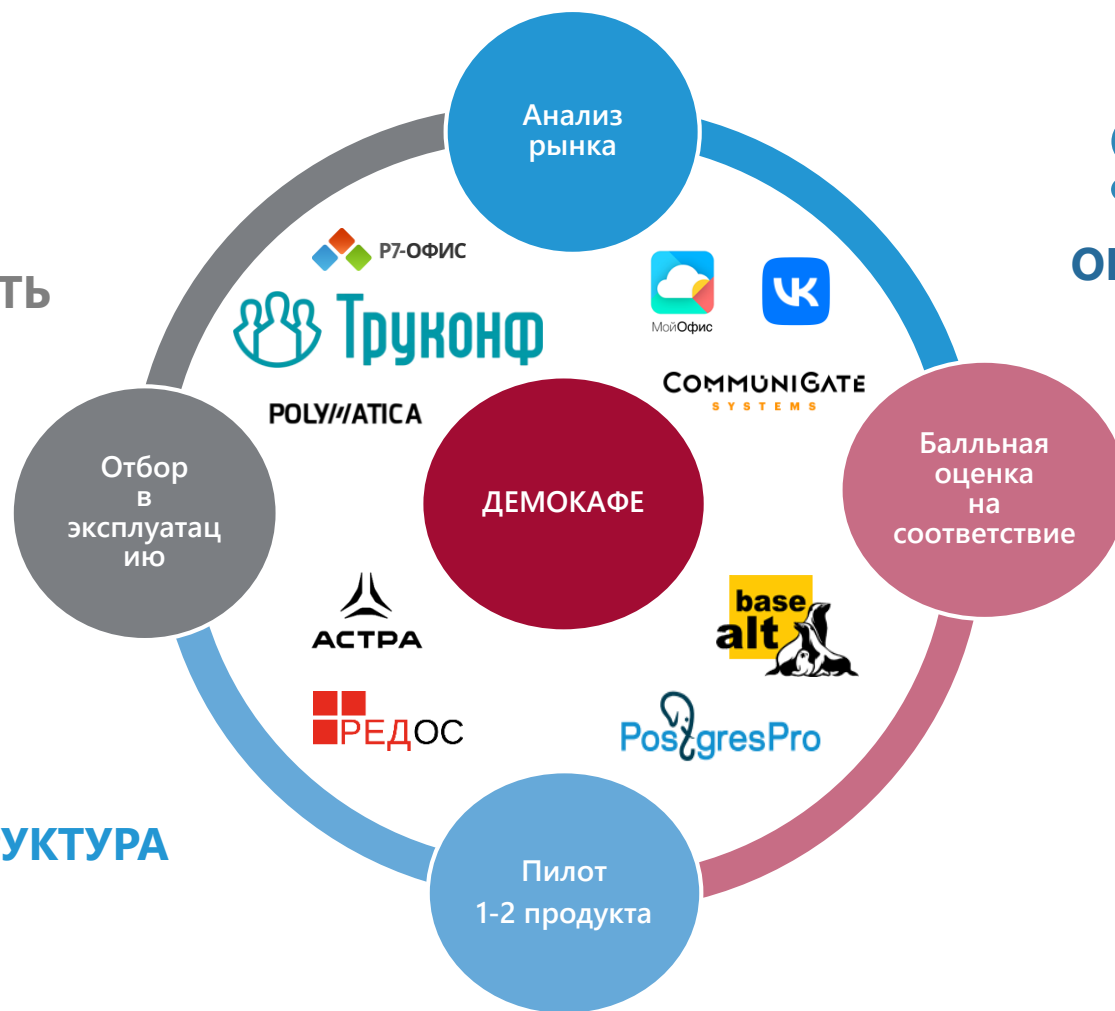 Анализ
рынка
Р7-ОФИС
МойОфис
Труконф
ТЬ
COMMUNIGATE
SYSTEMS
POLYMATICA
Отбор
в
эксплуатац
ию
ДЕМОКАФЕ
Балльная
оценка
на
соответствие
АСТРА
base
alt
РЕДОС
PostgresPro
УКТУРА
Пилот
1-2 продукта